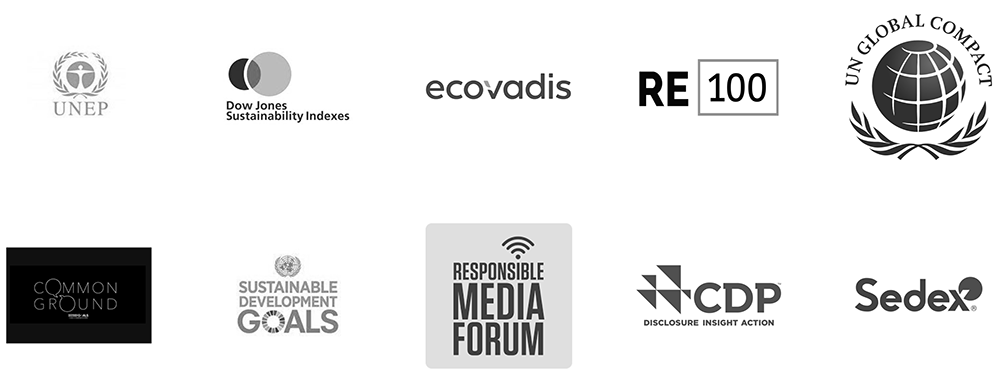 UNEP
Dow Jones
Sustainability Indexes
ecovadis
RE 100
UN GLOBAL COMPACT
COMMON
GROUND
SUSTAINABLE
DEVELOPMENT
GOALS
RESPONSIBLE
MEDIA
FORUM
CDP
DISCLOSURE INSIGHT ACTION
Sedex®